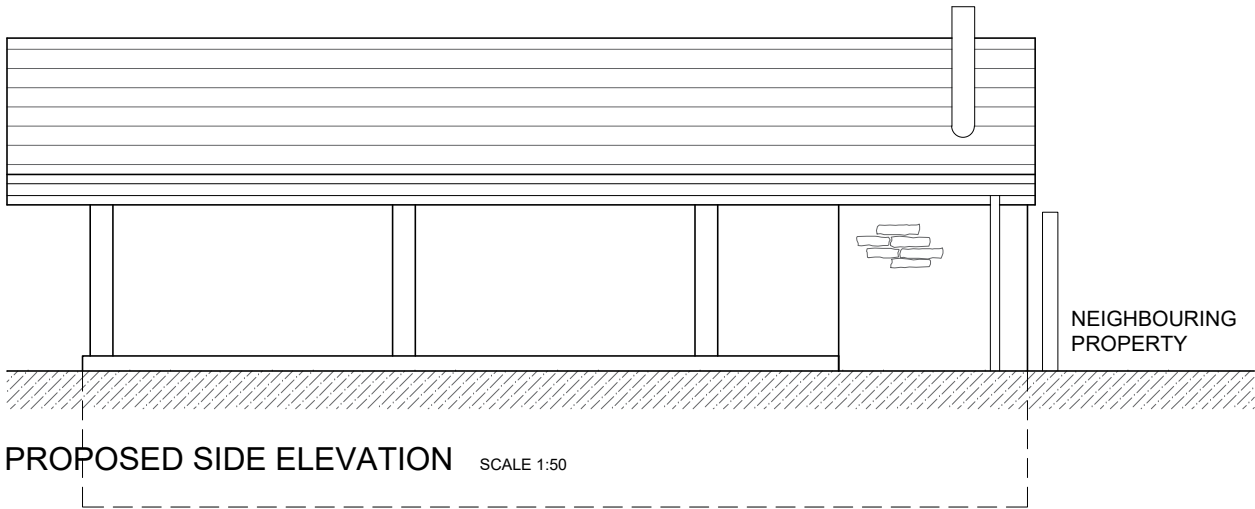 NEIGHBOURING
PROPERTY
PROPOSED SIDE ELEVATION SCALE 1:50